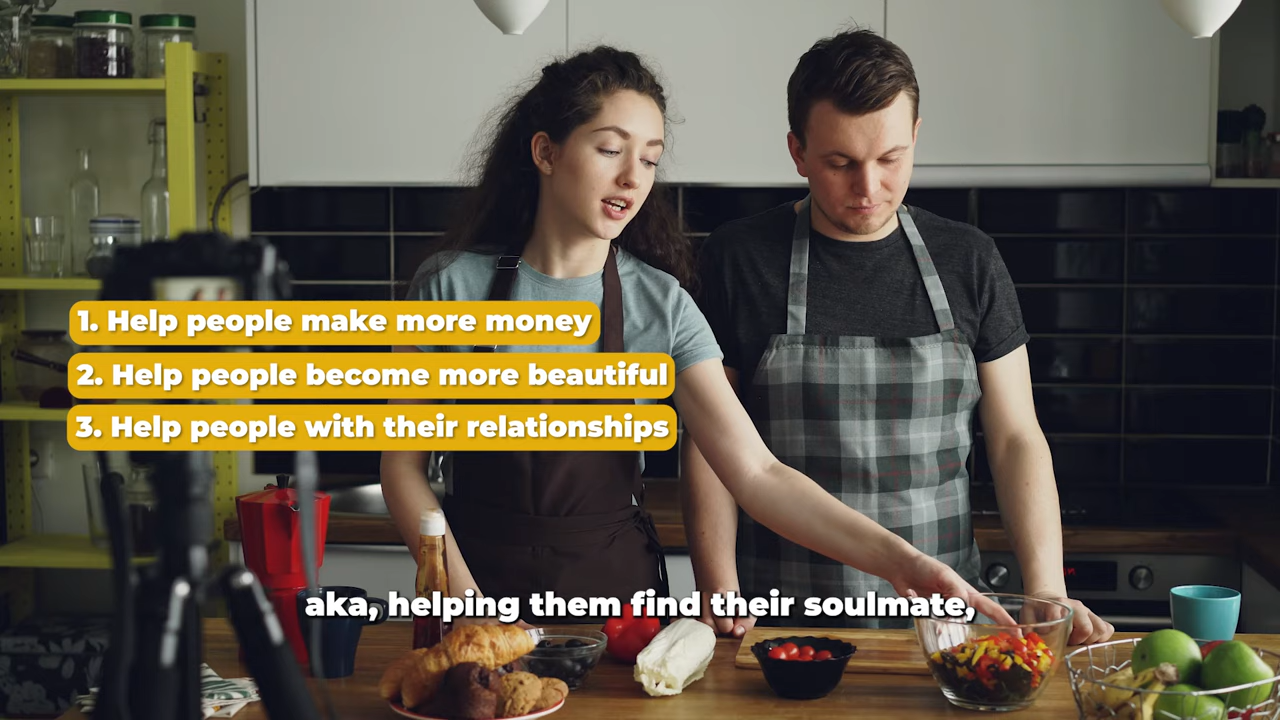 1. Help people make more money
2. Help people become more beautiful
3. Help people with their relationships
aka, helping them find their soulmate,